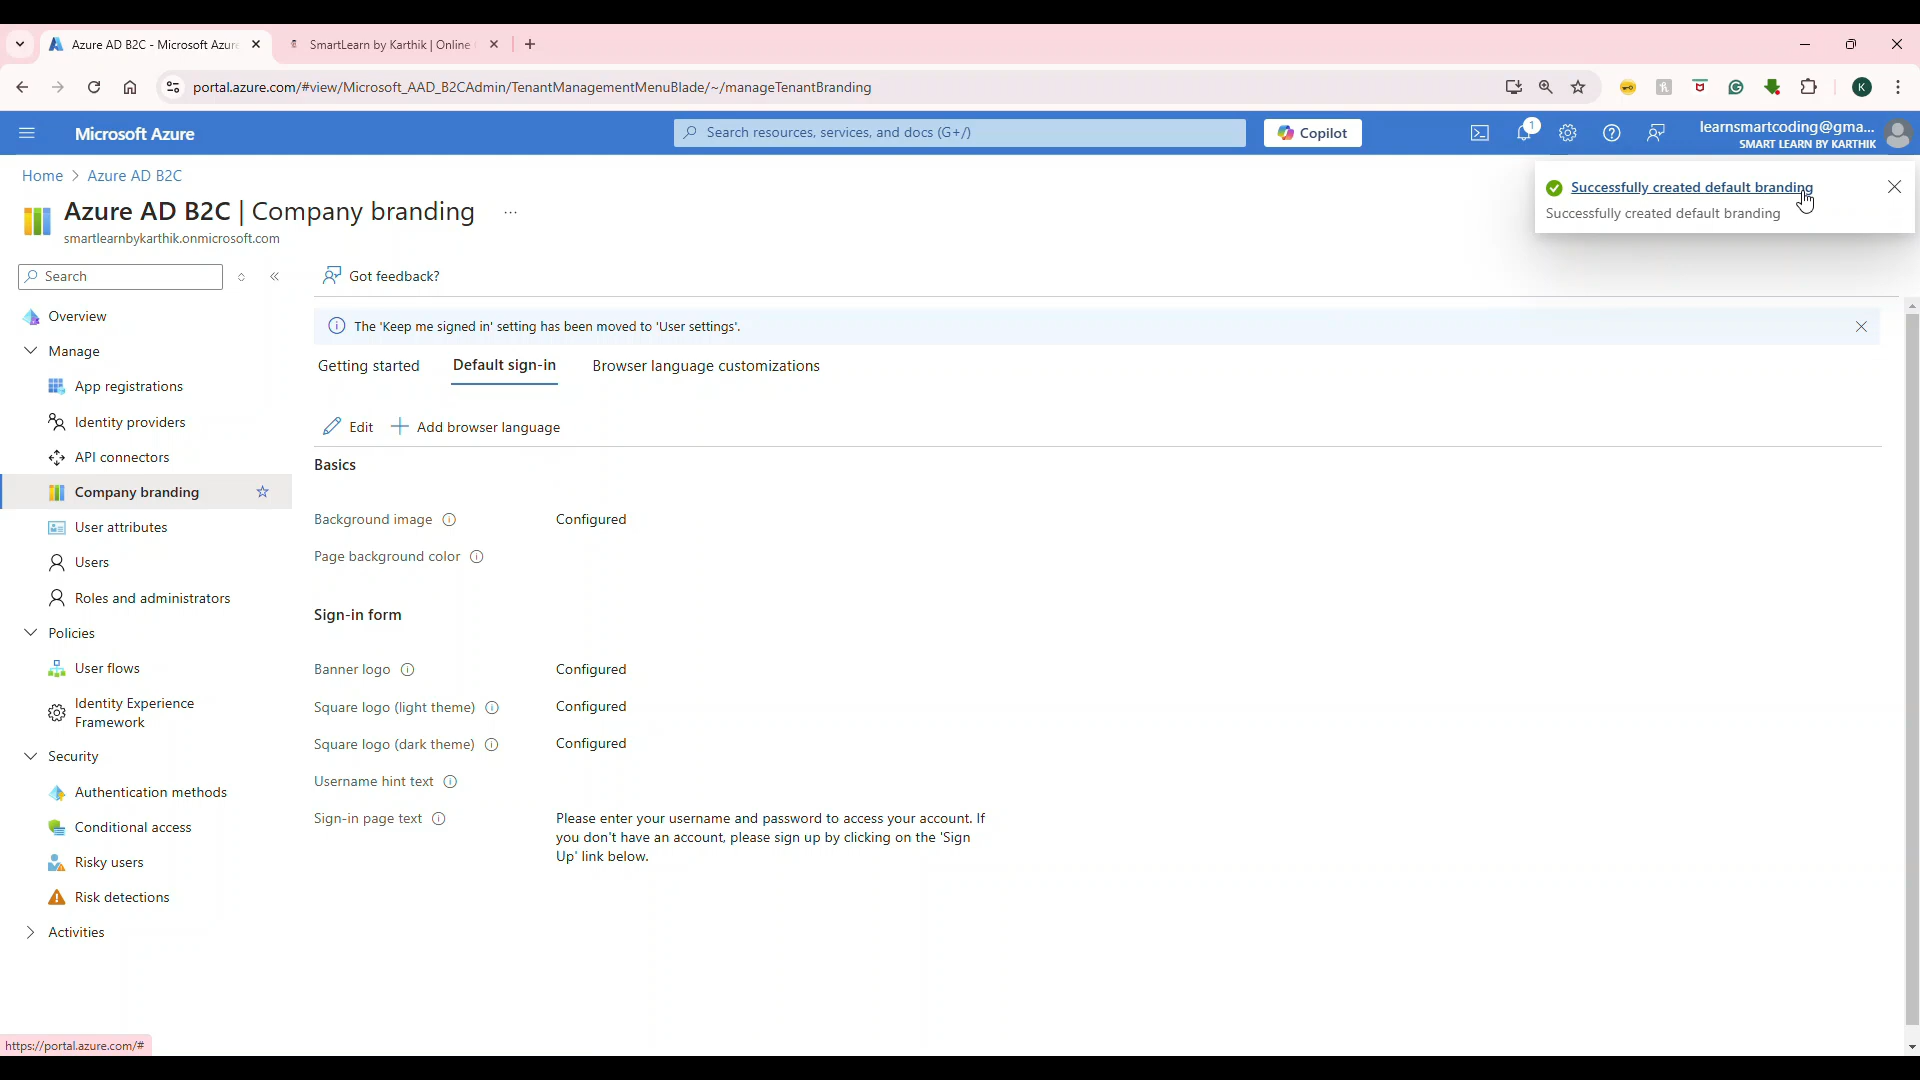 Azure AD B2C - Microsoft Azure
SmartLearn by Karthik | Online
portal.azure.com/#view/Microsoft_AAD_B2CAdmin/TenantManagementMenuBlade/~/manageTenantBranding
K
Microsoft Azure
Search resources, services, and docs (G+/)
Copilot
1
learnsmartcoding@gma...
SMART LEARN BY KARTHIK
Home > Azure AD B2C
Successfully created default branding
Successfully created default branding
Azure AD B2C | Company branding ...
smartlearnbykarthik.onmicrosoft.com
Search
Got feedback?
Overview
The 'Keep me signed in' setting has been moved to 'User settings'.
Manage
Getting started
Default sign-in
Browser language customizations
App registrations
Identity providers
Edit
Add browser language
API connectors
Basics
Company branding
Background image
Configured
User attributes
Page background color
Users
Roles and administrators
Sign-in form
Policies
User flows
Banner logo
Configured
Identity Experience
Framework
Square logo (light theme)
Configured
Security
Square logo (dark theme)
Configured
Authentication methods
Username hint text
Conditional access
Sign-in page text
Please enter your username and password to access your account. If
you don't have an account, please sign up by clicking on the 'Sign
Up' link below.
Risky users
Risk detections
Activities
https://portal.azure.com/#